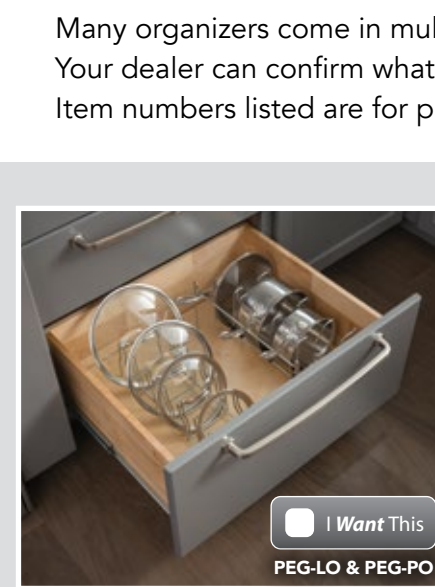 Many organizers come in
Your dealer can confirm what
Item numbers listed are for
I Want This
PEG-LO & PEG-PO